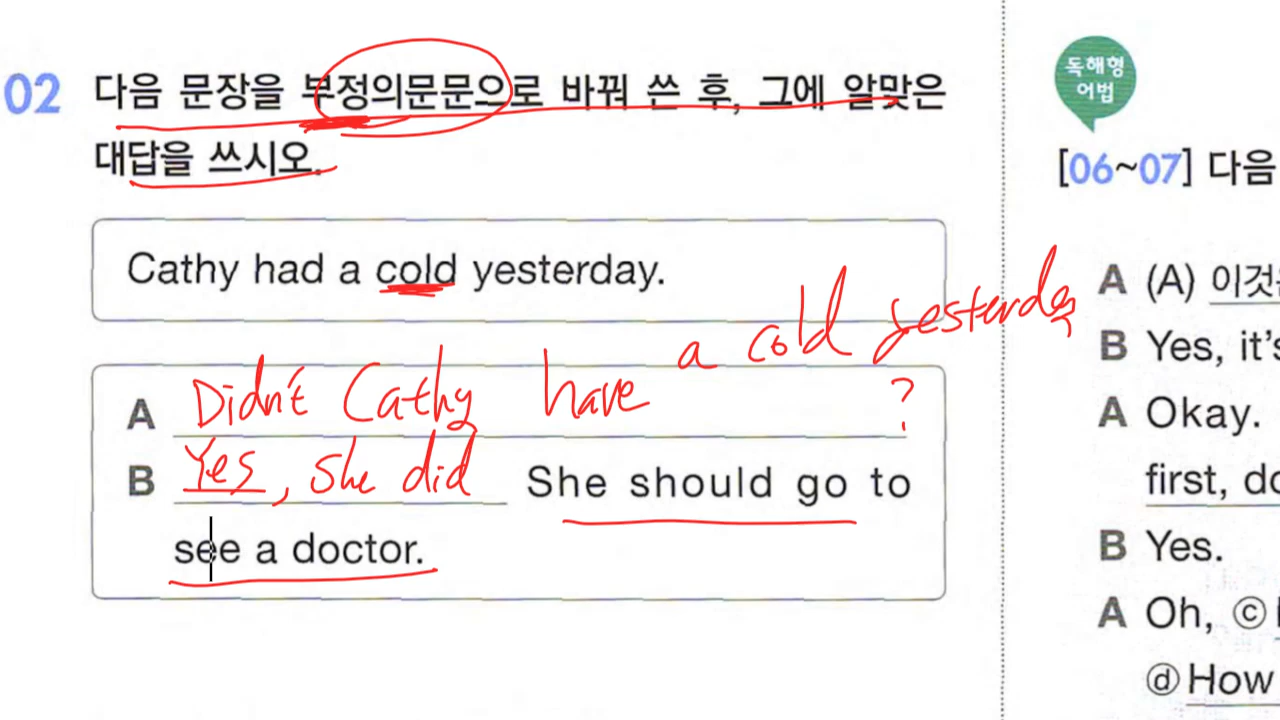 02 다음 문장을 부정의문문으로 바꿔 쓴 후, 그에 알맞은
대답을 쓰시오.
Cathy had a cold yesterday.
a cold yesterday
A Didn't Cathy have ?
B Yes, she did She should go to
see a doctor.
독해형
어법
[06~07] 다음
A (A) 이것은
B Yes, it's
A Okay.
first, do
B Yes.
A Oh, ⓒ
ⓓ How